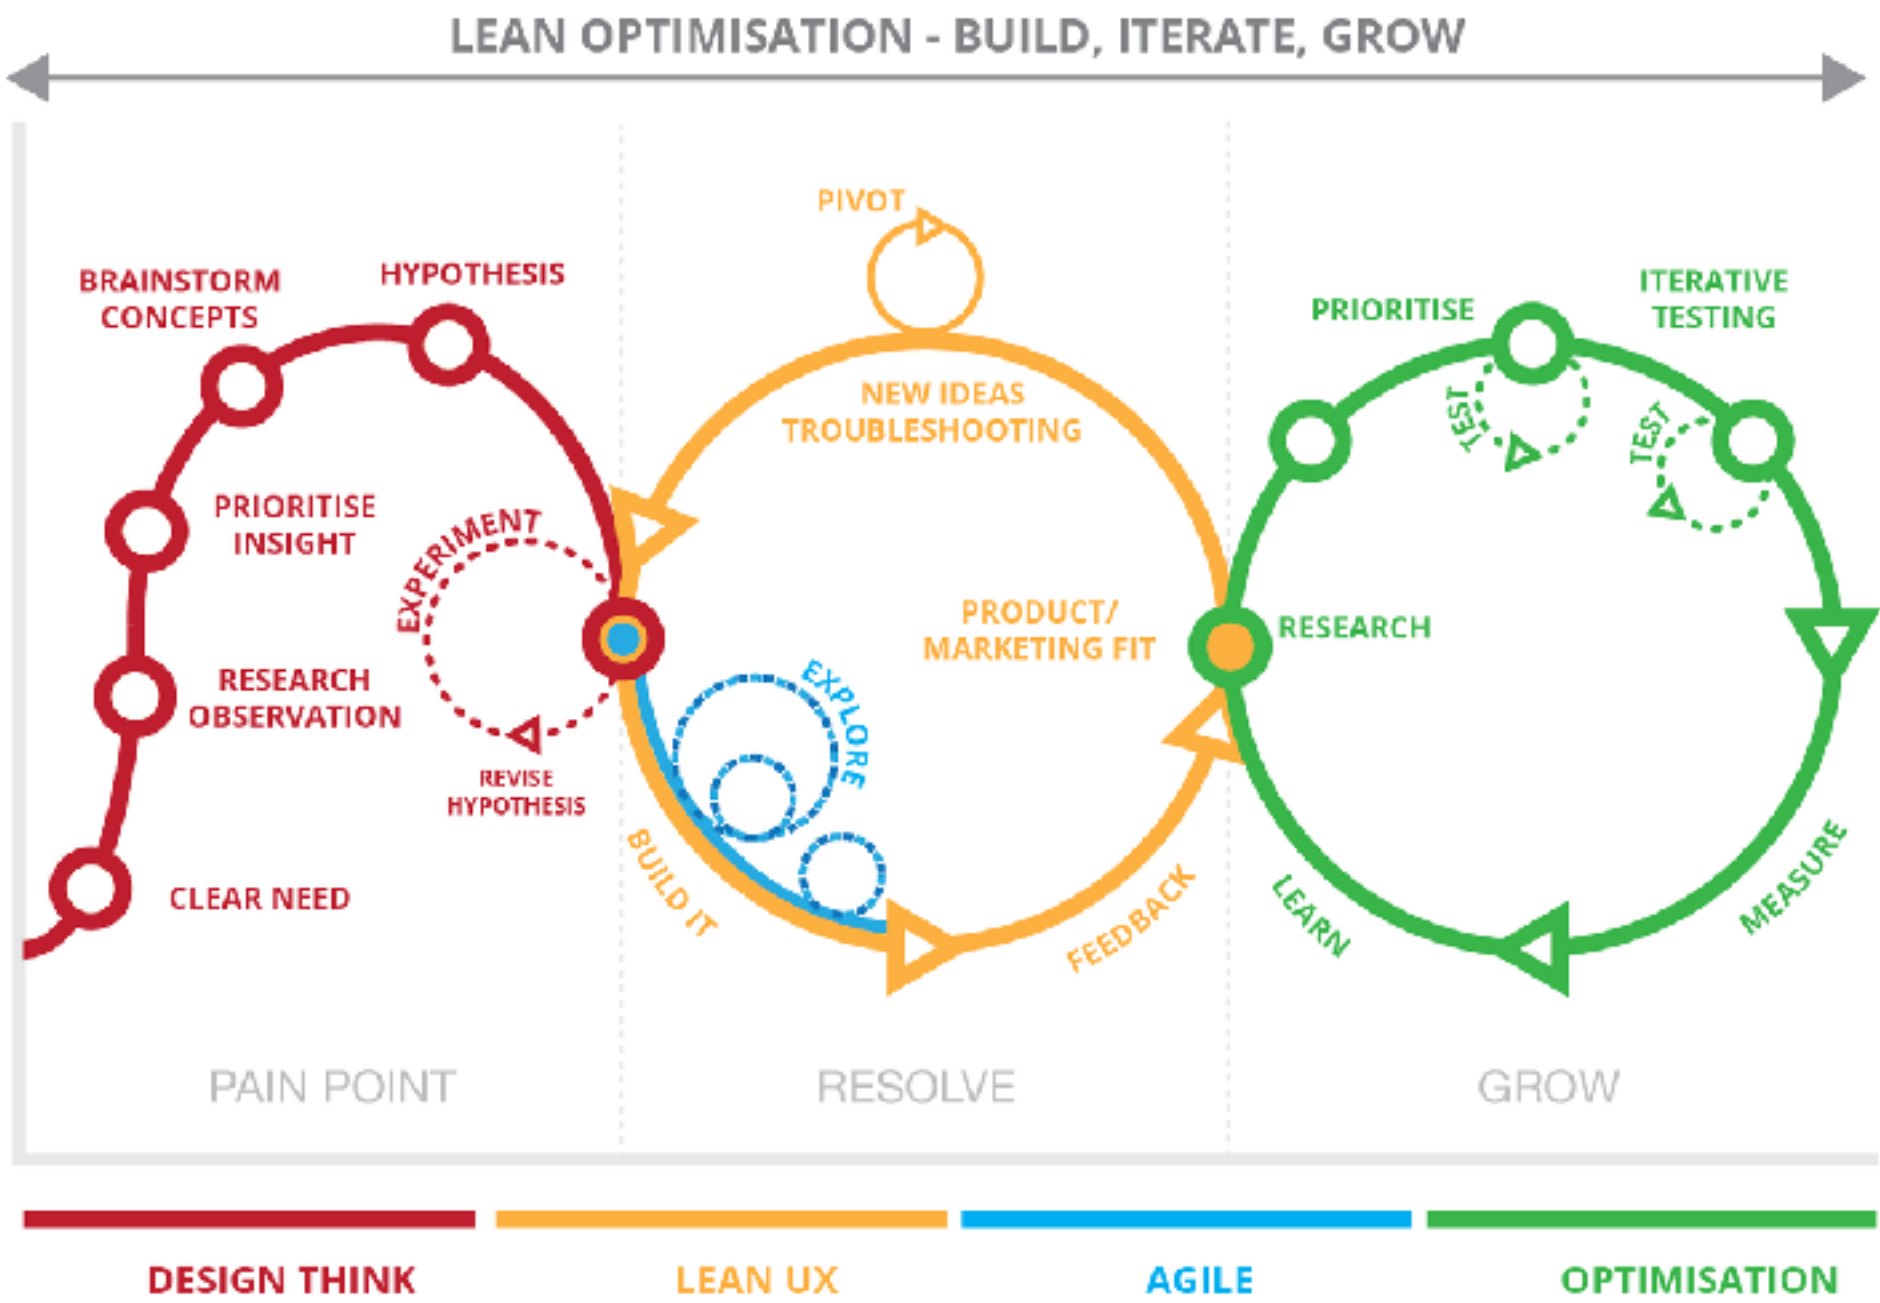 LEAN OPTIMISATION - BUILD, ITERATE, GROW
BRAINSTORM
CONCEPTS
HYPOTHESIS
PRIORITISE
INSIGHT
RESEARCH
OBSERVATION
CLEAR NEED
EXPERIMENT
REVISE
HYPOTHESIS
PAIN POINT
PIVOT
NEW IDEAS
TROUBLESHOOTING
PRODUCT/
MARKETING FIT
EXPLORE
BUILD IT
FEEDBACK
RESOLVE
PRIORITISE
ITERATIVE
TESTING
TEST
TEST
RESEARCH
LEARN
MEASURE
GROW
DESIGN THINK
LEAN UX
AGILE
OPTIMISATION